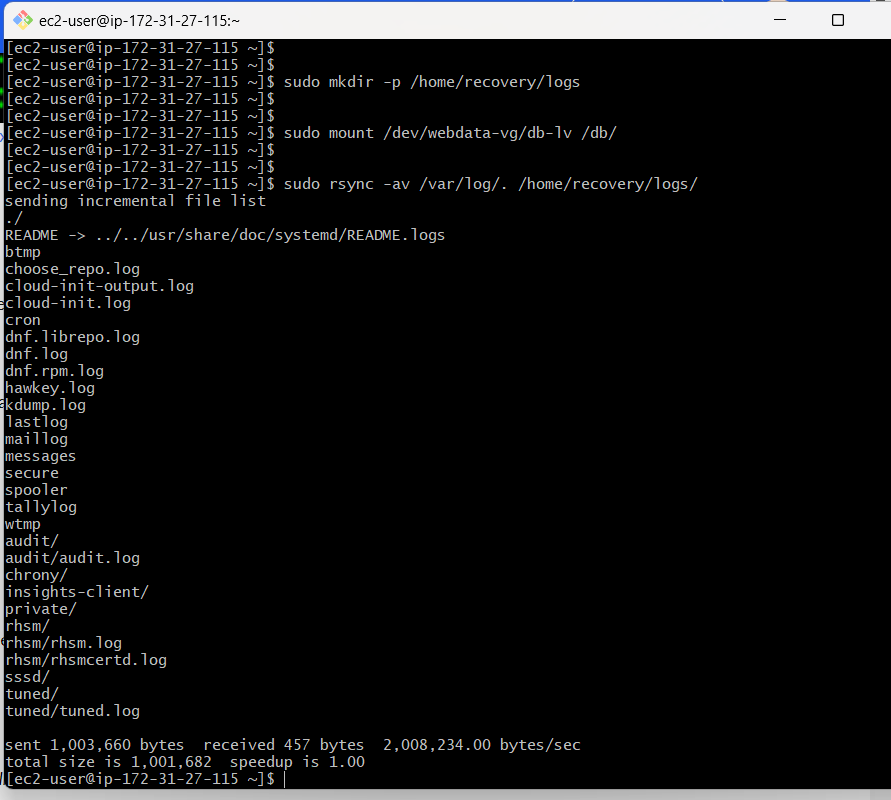 ec2-user@ip-172-31-27-115:~
[ec2-user@ip-172-31-27-115 ~]$
[ec2-user@ip-172-31-27-115 ~]$
[ec2-user@ip-172-31-27-115 ~]$ sudo mkdir -p /home/recovery/logs
[ec2-user@ip-172-31-27-115 ~]$
[ec2-user@ip-172-31-27-115 ~]$
[ec2-user@ip-172-31-27-115 ~]$ sudo mount /dev/webdata-vg/db-lv /db/
[ec2-user@ip-172-31-27-115 ~]$
[ec2-user@ip-172-31-27-115 ~]$
[ec2-user@ip-172-31-27-115 ~]$ sudo rsync -av /var/log/. /home/recovery/logs/
sending incremental file list
./
README -> ../../usr/share/doc/systemd/README.logs
btmp
choose_repo.log
cloud-init-output.log
cloud-init.log
cron
dnf.librepo.log
dnf.log
dnf.rpm.log
hawkey.log
kdump.log
lastlog
maillog
messages
secure
spooler
tallylog
wtmp
audit/
audit/audit.log
chrony/
insights-client/
private/
rhsm/
rhsm/rhsm.log
rhsm/rhsmcertd.log
sssd/
tuned/
tuned/tuned.log
sent 1,003,660 bytes  received 457 bytes  2,008,234.00 bytes/sec
total size is 1,001,682  speedup is 1.00
[ec2-user@ip-172-31-27-115 ~]$